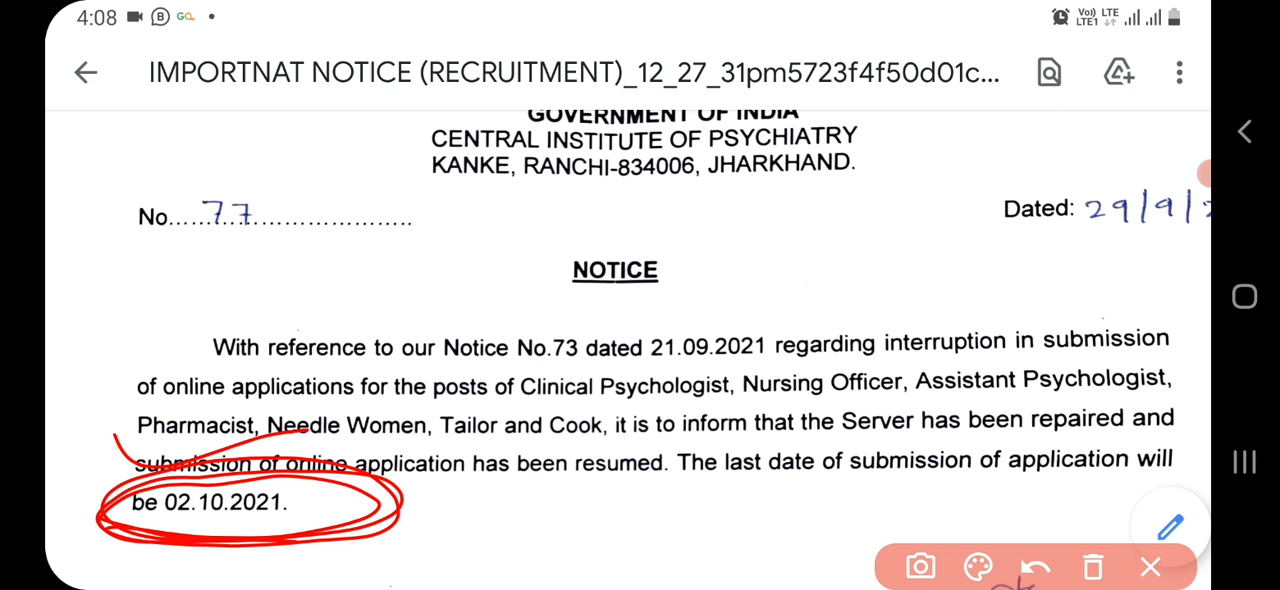 4:08
Vo) LTE
LTE1
IMPORTNAT NOTICE (RECRUITMENT)_12_27_31pm5723f4f50d01c...
GOVERNMENT OF INDIA
CENTRAL INSTITUTE OF PSYCHIATRY
KANKE, RANCHI-834006, JHARKHAND.
No......77............................
Dated: 29/9/
NOTICE
With reference to our Notice No.73 dated 21.09.2021 regarding interruption in submission
of online applications for the posts of Clinical Psychologist, Nursing Officer, Assistant Psychologist,
Pharmacist, Needle Women, Tailor and Cook, it is to inform that the Server has been repaired and
submission of online application has been resumed. The last date of submission of application will
be 02.10.2021.